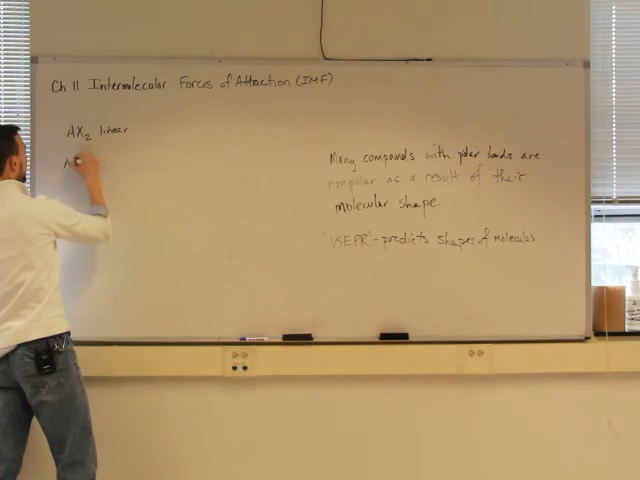 Ch 11 Intermolecular Forces of Attraction (IMF)
AX2 linear
A
Many compounds with polar bonds are
nonpolar as a result of their
molecular shape.
"VSEPR" - predicts shapes of molecules